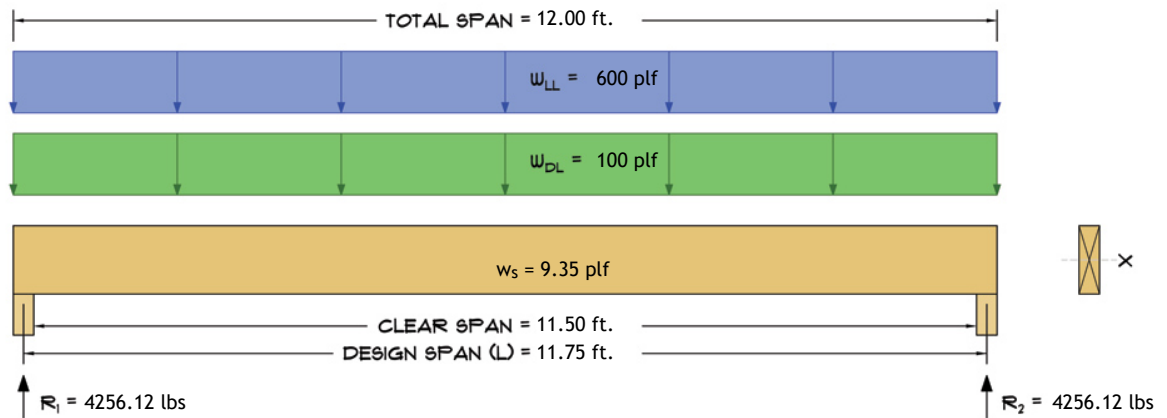 TOTAL SPAN = 12.00 ft.
wLL = 600 plf
wDL = 100 plf
ws = 9.35 plf
X
CLEAR SPAN = 11.50 ft.
DESIGN SPAN (L) = 11.75 ft.
R1 = 4256.12 lbs
R2 = 4256.12 lbs